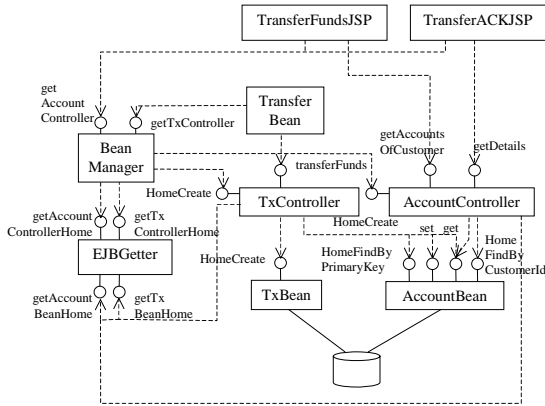 TransferFundsJSP
TransferACKJSP
get
Account
Controller
getTxController
Transfer
Bean
getAccounts
OfCustomer
getDetails
Bean
Manager
transferFunds
HomeCreate
TxController
AccountController
HomeCreate
getAccount
ControllerHome
getTx
ControllerHome
set
get
EJBGetter
HomeCreate
HomeFindBy
PrimaryKey
Home
FindBy
CustomerId
getAccount
BeanHome
getTx
BeanHome
TxBean
AccountBean